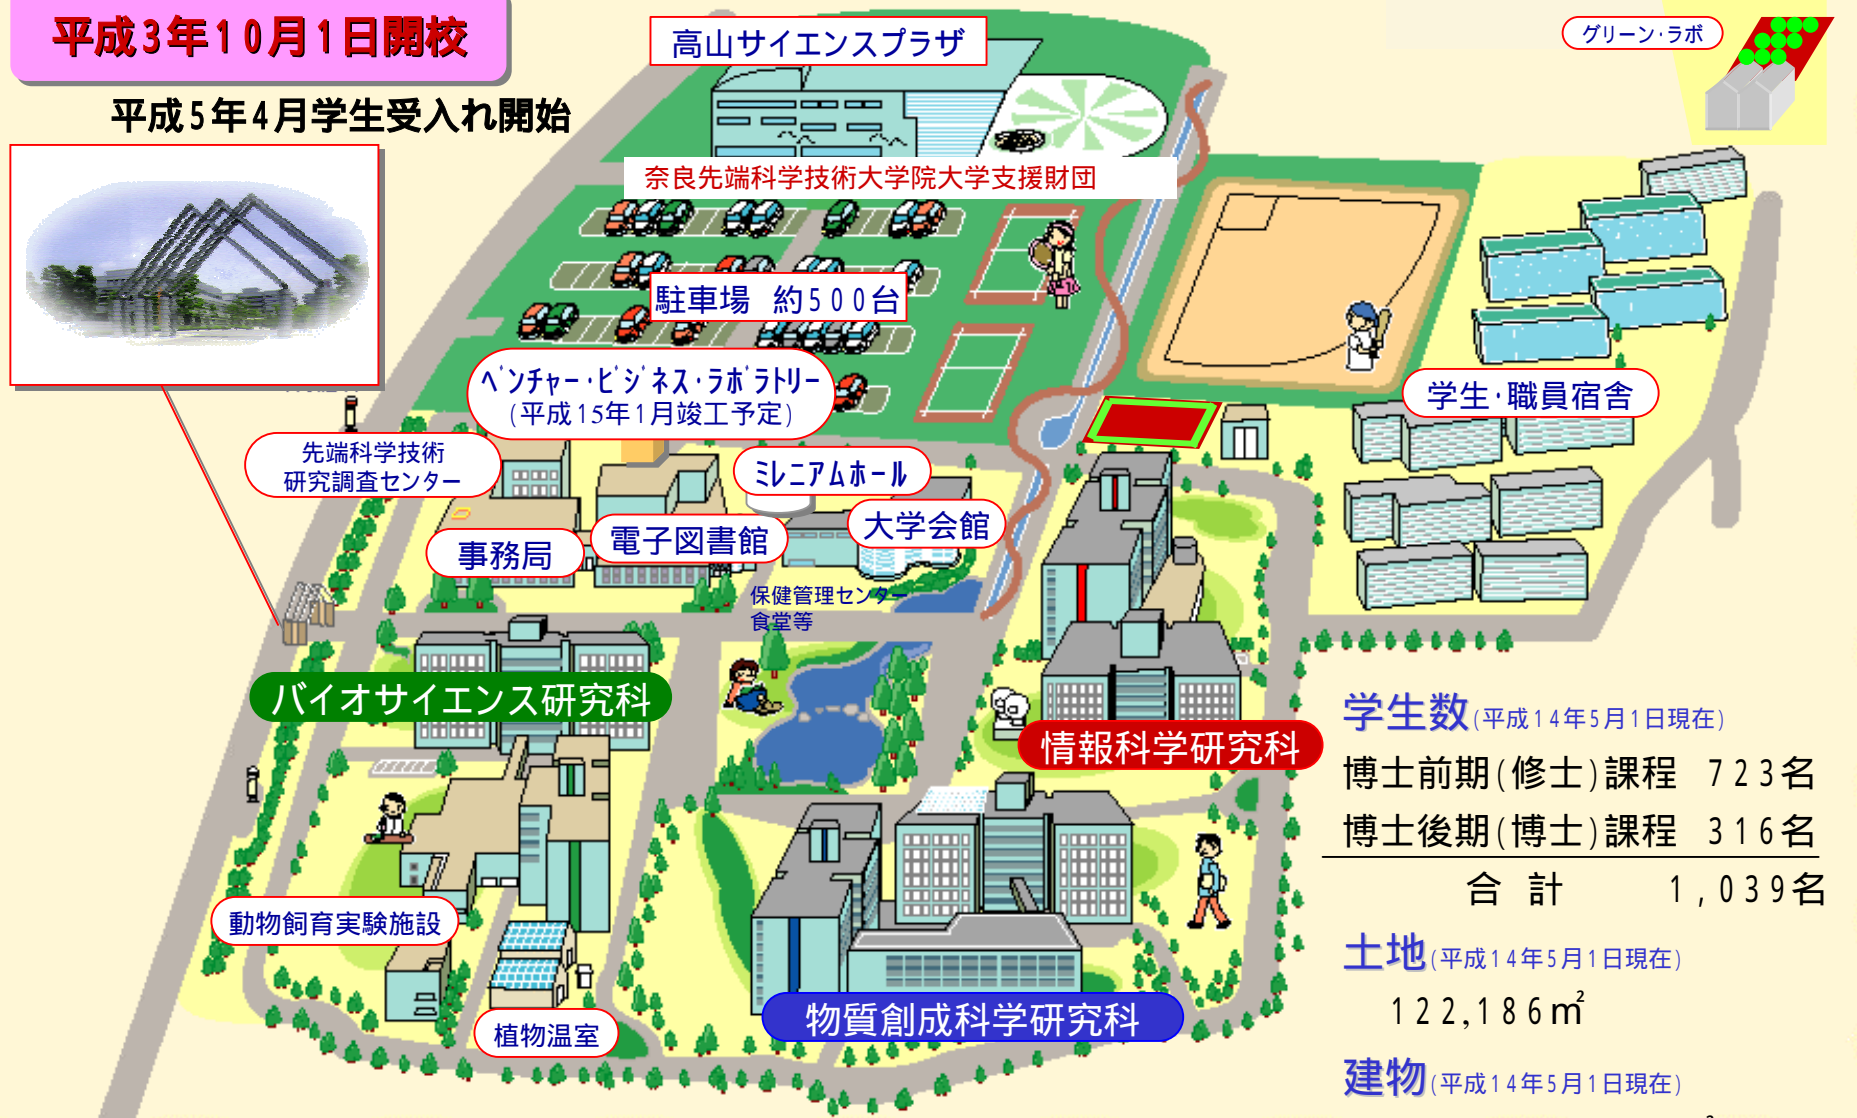 平成3年10月1日開校
平成5年4月学生受入れ開始
高山サイエンスプラザ
グリーン・ラボ
奈良先端科学技術大学院大学支援財団
駐車場 約500台
ベンチャー・ビジネス・ラボラトリー
(平成15年1月竣工予定)
学生・職員宿舎
先端科学技術
研究調査センター
ミレニアムホール
事務局
電子図書館
大学会館
保健管理センター
食堂等
バイオサイエンス研究科
情報科学研究科
動物飼育実験施設
植物温室
物質創成科学研究科
学生数(平成14年5月1日現在)
博士前期(修士)課程 723名
博士後期(博士)課程 316名
合 計 1,039名
土地(平成14年5月1日現在)
122,186㎡
建物(平成14年5月1日現在)